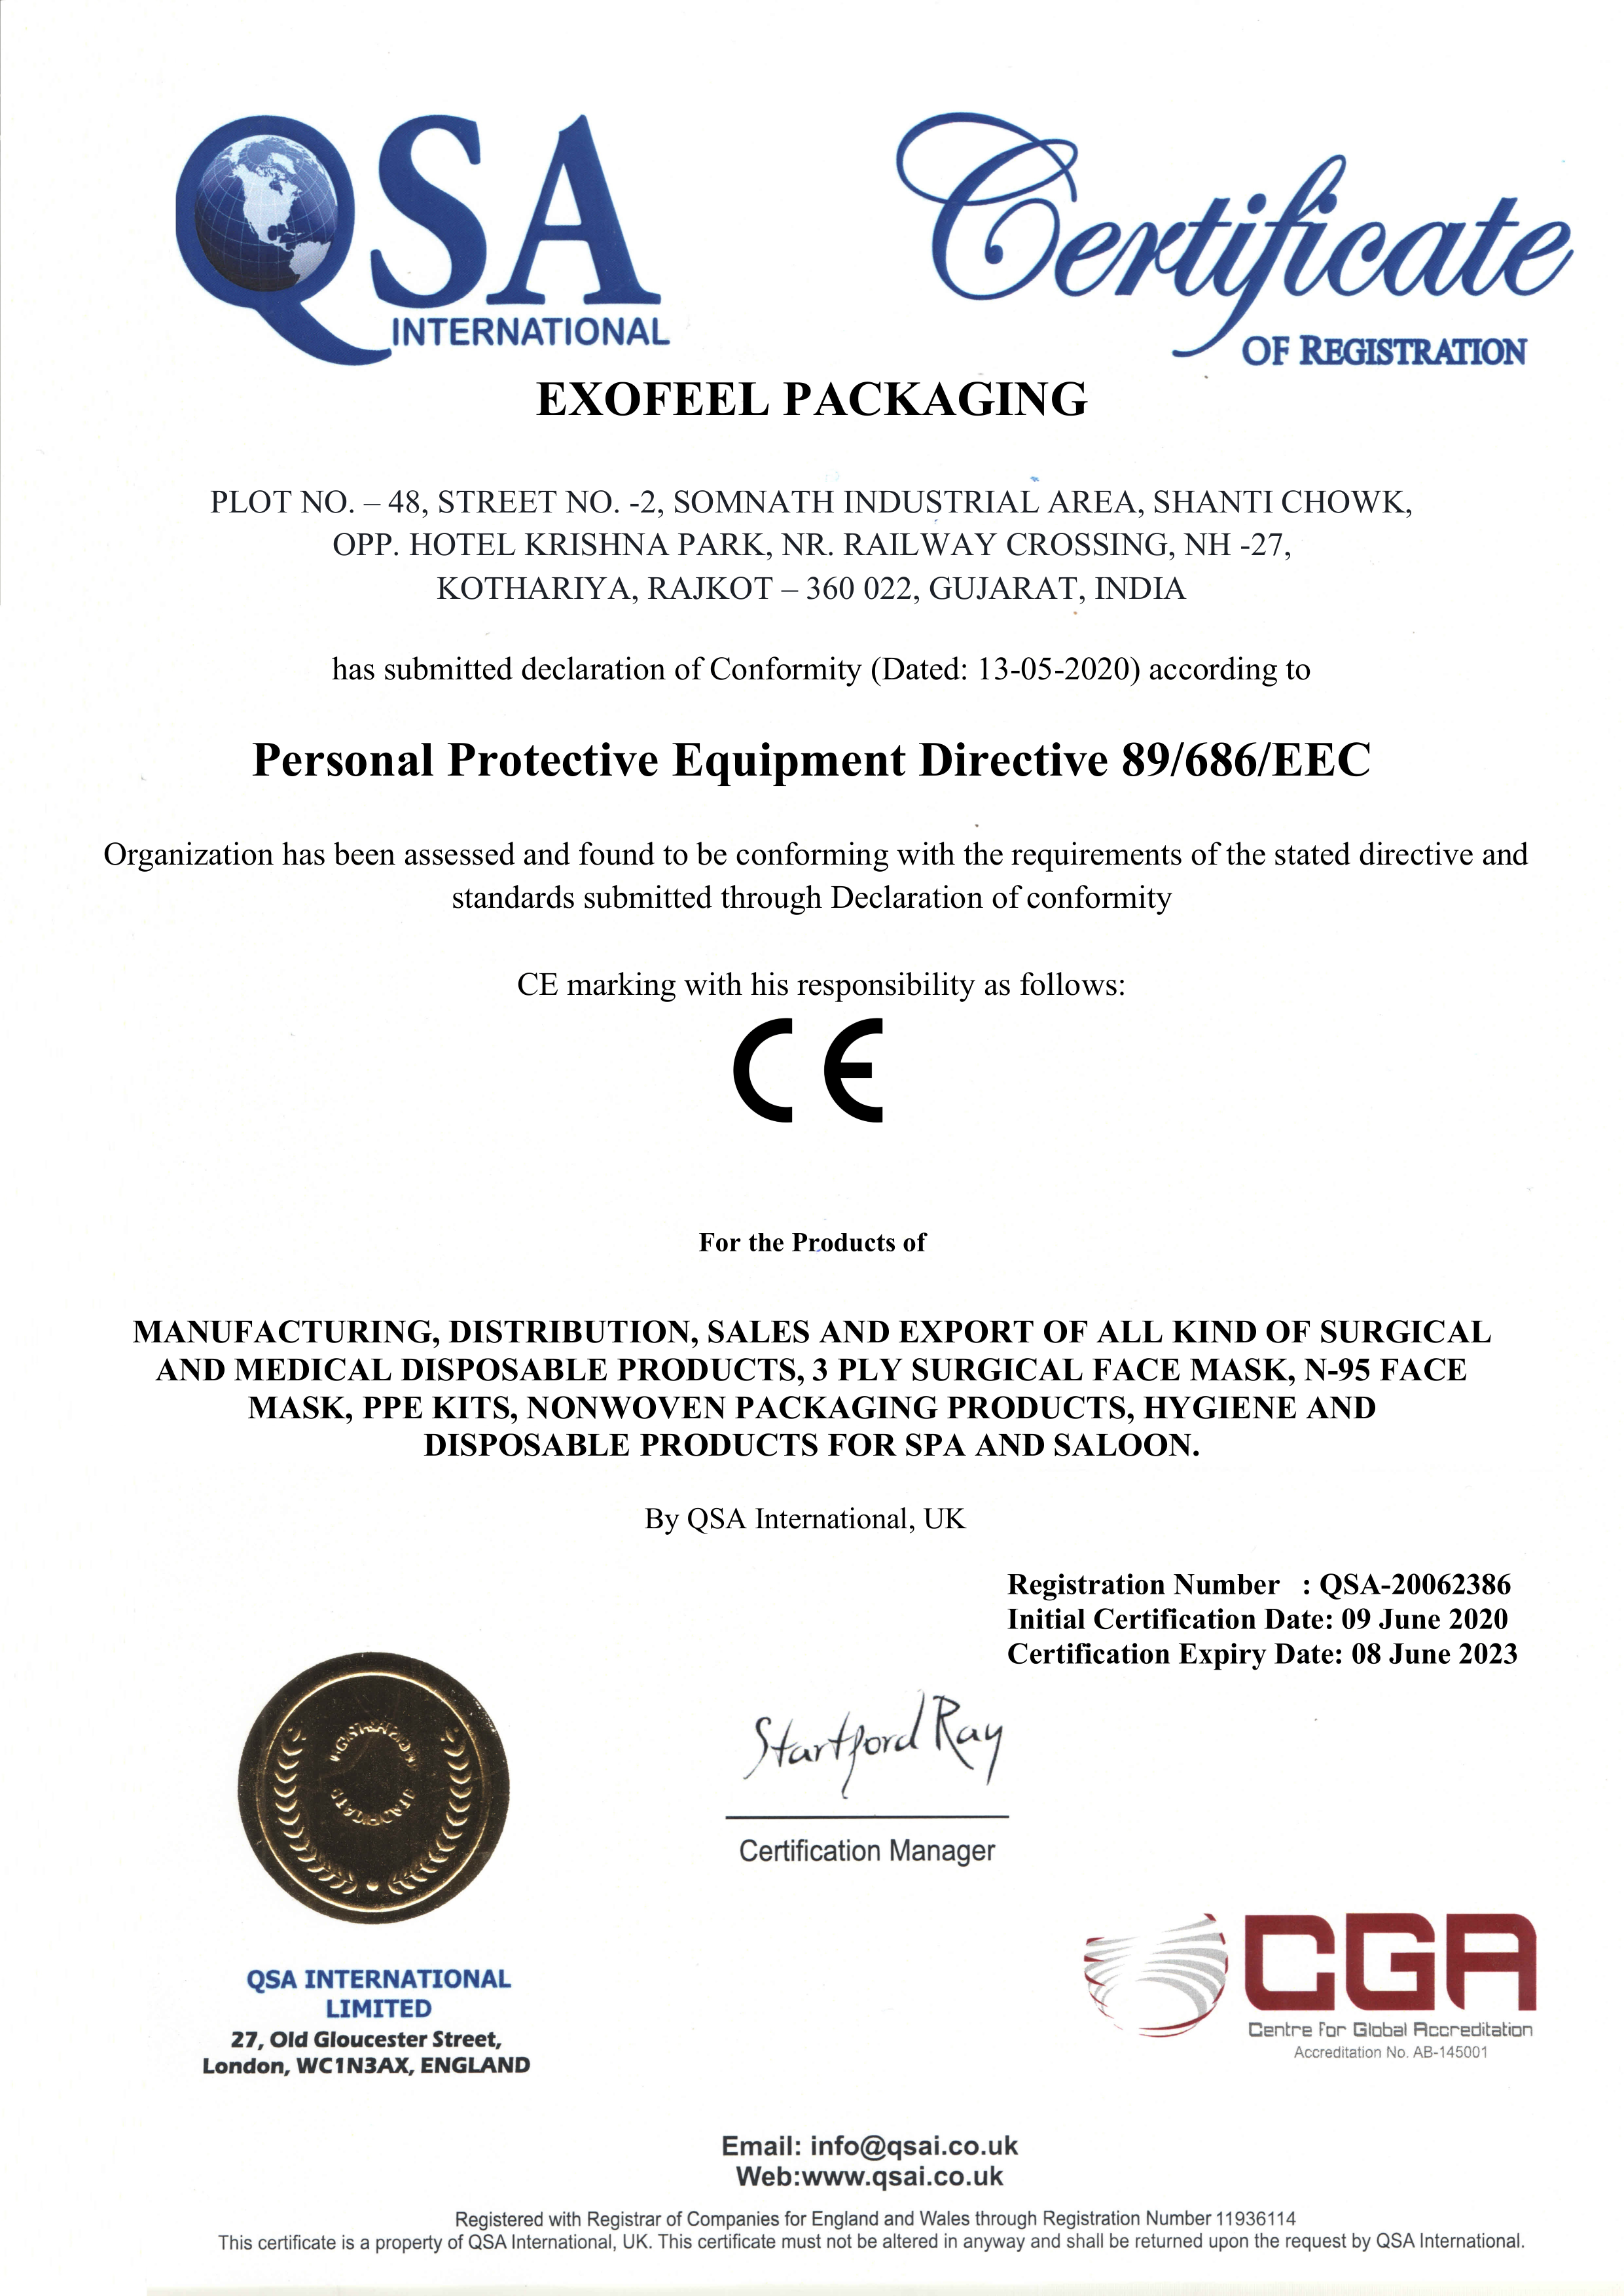 QSA
INTERNATIONAL
Certificate
OF REGISTRATION
EXOFEEL PACKAGING
PLOT NO. – 48, STREET NO. -2, SOMNATH INDUSTRIAL AREA, SHANTI CHOWK,
OPP. HOTEL KRISHNA PARK, NR. RAILWAY CROSSING, NH -27,
KOTHARIYA, RAJKOT – 360 022, GUJARAT, INDIA
has submitted declaration of Conformity (Dated: 13-05-2020) according to
Personal Protective Equipment Directive 89/686/EEC
Organization has been assessed and found to be conforming with the requirements of the stated directive and
standards submitted through Declaration of conformity
CE marking with his responsibility as follows:
CE
For the Products of
MANUFACTURING, DISTRIBUTION, SALES AND EXPORT OF ALL KIND OF SURGICAL
AND MEDICAL DISPOSABLE PRODUCTS, 3 PLY SURGICAL FACE MASK, N-95 FACE
MASK, PPE KITS, NONWOVEN PACKAGING PRODUCTS, HYGIENE AND
DISPOSABLE PRODUCTS FOR SPA AND SALOON.
By QSA International, UK
Registration Number : QSA-20062386
Initial Certification Date: 09 June 2020
Certification Expiry Date: 08 June 2023
Startford Ray
Certification Manager
QSA INTERNATIONAL
LIMITED
27, Old Gloucester Street,
London, WC1N3AX, ENGLAND
CGA
Centre For Global Accreditation
Accreditation No. AB-145001
Email: info@qsai.co.uk
Web:www.qsai.co.uk
Registered with Registrar of Companies for England and Wales through Registration Number 11936114
This certificate is a property of QSA International, UK. This certificate must not be altered in anyway and shall be returned upon the request by QSA International.